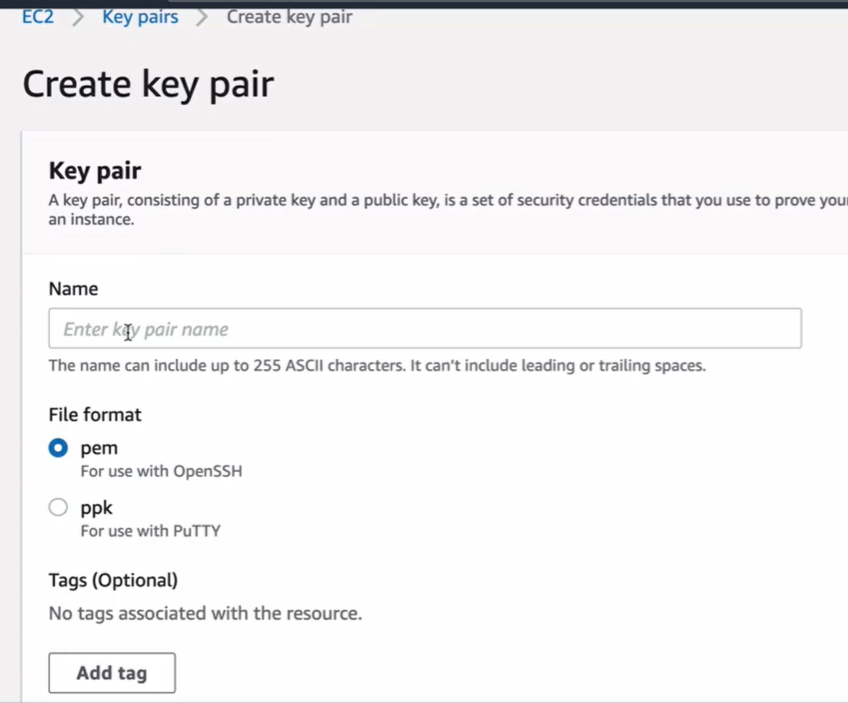 EC2 > Key pairs > Create key pair
Create key pair
Key pair
A key pair, consisting of a private key and a public key, is a set of security credentials that you use to prove
an instance.
Name
Enter key pair name
The name can include up to 255 ASCII characters. It can't include leading or trailing spaces.
File format
pem
For use with OpenSSH
ppk
For use with PuTTY
Tags (Optional)
No tags associated with the resource.
Add tag